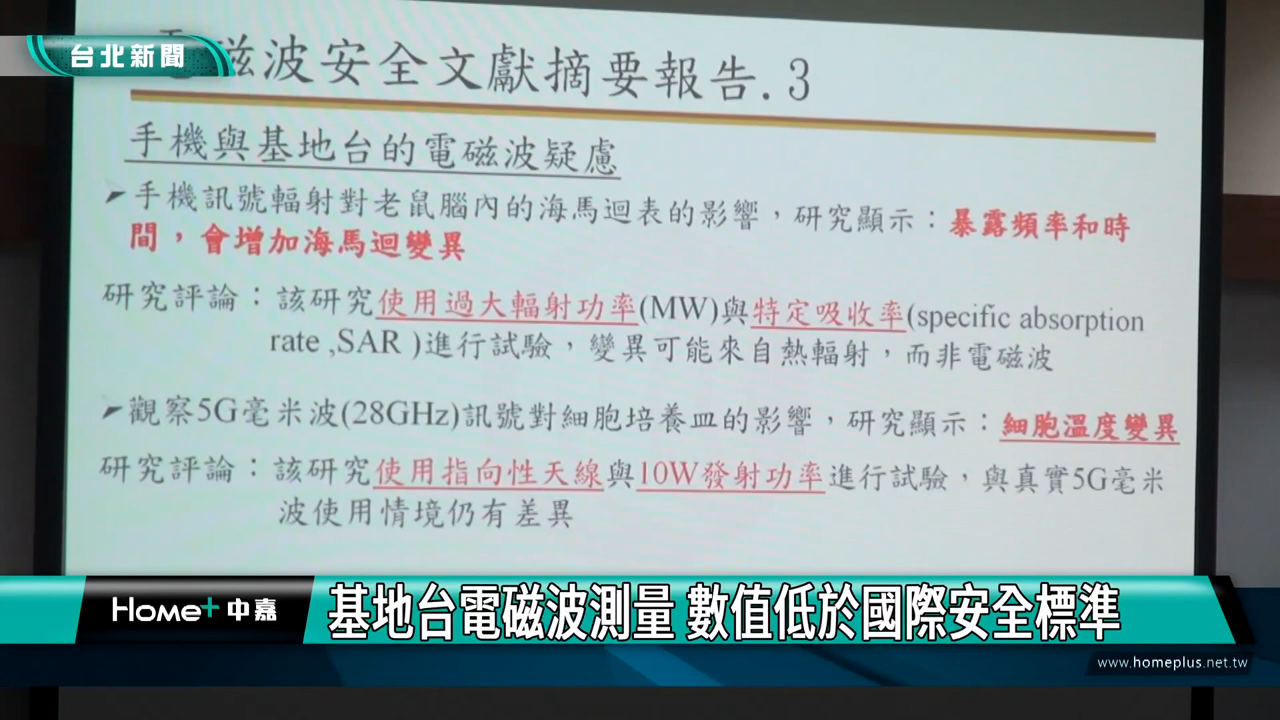 台北新聞
磁波安全文獻摘要報告.3
手機與基地台的電磁波疑慮
➤手機訊號輻射對老鼠腦內的海馬迴表的影響，研究顯示：暴露頻率和時
間，會增加海馬迴變異
研究評論：該研究使用過大輻射功率(MW)與特定吸收率(specific absorption
rate ,SAR )進行試驗，變異可能來自熱輻射，而非電磁波
➤觀察5G毫米波(28GHz)訊號對細胞培養皿的影響，研究顯示：細胞溫度變異
研究評論：該研究使用指向性天線與10W發射功率進行試驗，與真實5G毫米
波使用情境仍有差異
Home+中嘉
基地台電磁波測量 數值低於國際安全標準
www.homeplus.net.tw